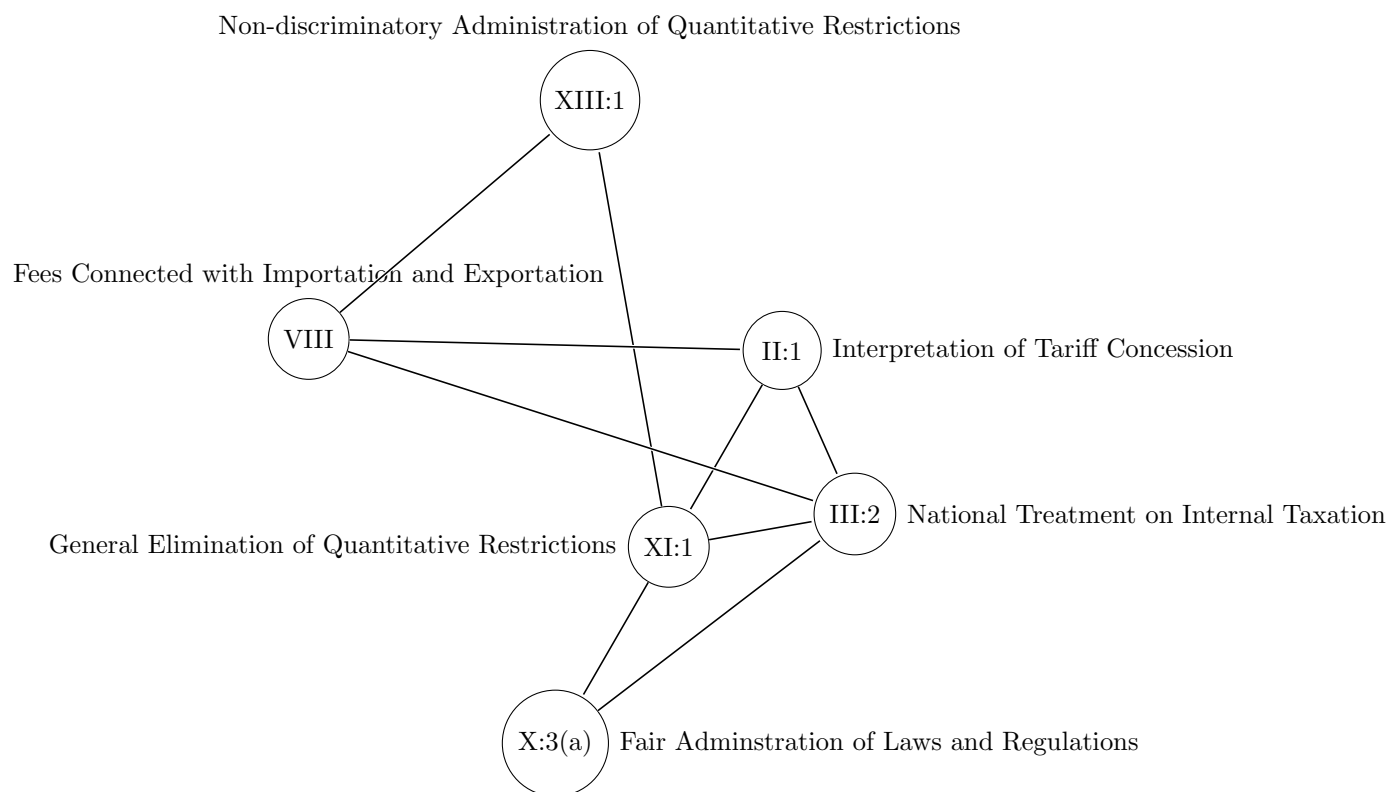 Non-discriminatory Administration of Quantitative Restrictions
XIII:1
Fees Connected with Importation and Exportation
VIII
II:1
Interpretation of Tariff Concession
III:2
National Treatment on Internal Taxation
General Elimination of Quantitative Restrictions
XI:1
X:3(a)
Fair Adminstration of Laws and Regulations